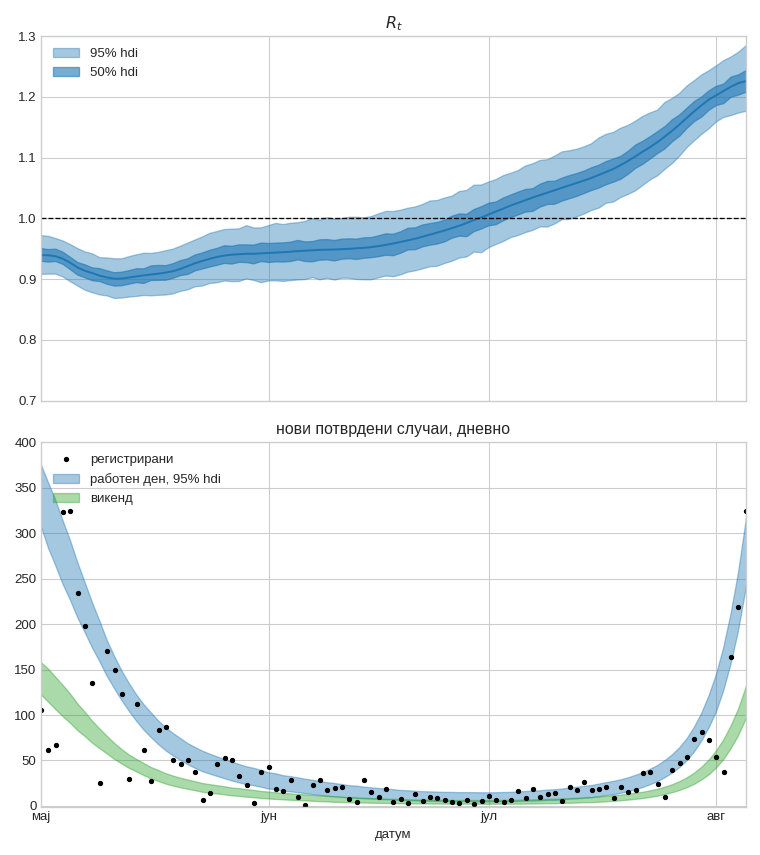 R_t
1.3
95% hdi
50% hdi
1.2
1.1
1.0
0.9
0.8
0.7
нови потврдени случаи, дневно
400
регистрирани
350
работен ден, 95% hdi
викенд
300
250
200
150
100
50
0
мај јун јул авг
датум